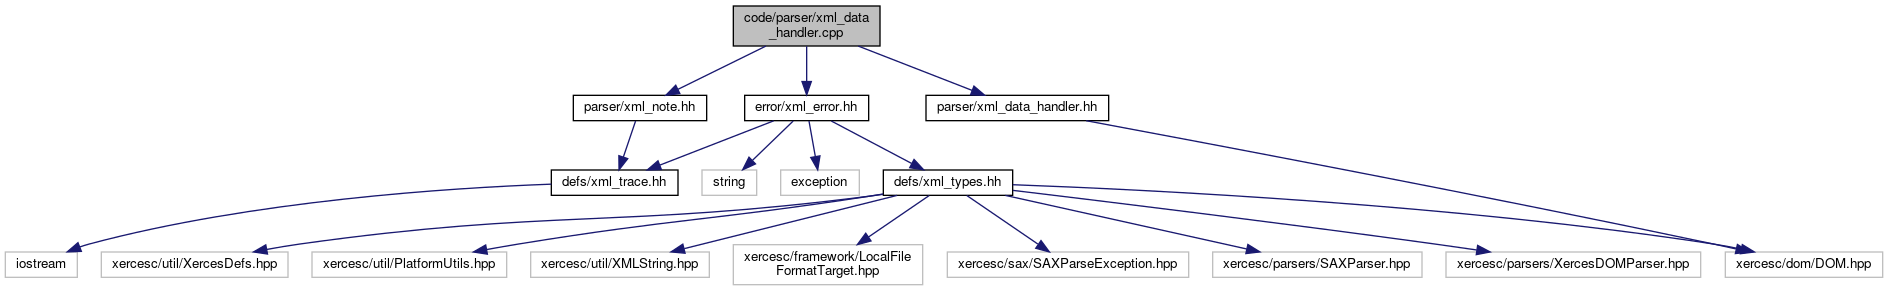 code/parser/xml_data
_handler.cpp
parser/xml_note.hh
error/xml_error.hh
parser/xml_data_handler.hh
defs/xml_trace.hh
string
exception
defs/xml_types.hh
iostream
xercesc/util/XercesDefs.hpp
xercesc/util/PlatformUtils.hpp
xercesc/util/XMLString.hpp
xercesc/framework/LocalFile
FormatTarget.hpp
xercesc/sax/SAXParseException.hpp
xercesc/parsers/SAXParser.hpp
xercesc/parsers/XercesDOMParser.hpp
xercesc/dom/DOM.hpp